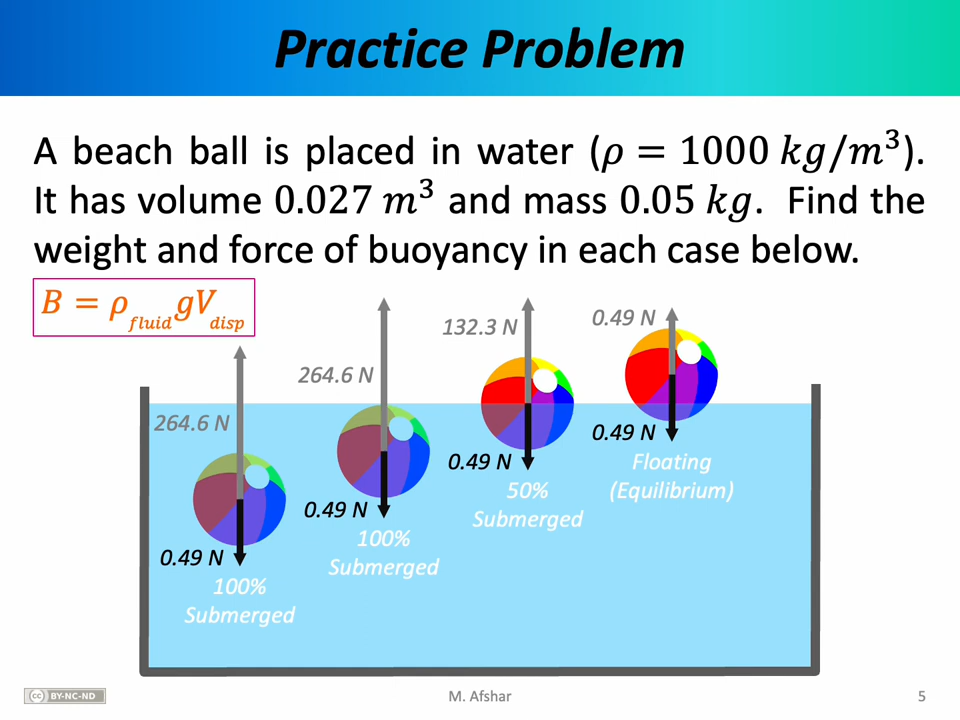 Practice Problem
A beach ball is placed in water (ρ = 1000 kg/m³).
It has volume 0.027 m³ and mass 0.05 kg. Find the
weight and force of buoyancy in each case below.
B = ρ_fluid gV_disp
264.6 N
0.49 N
100%
Submerged
264.6 N
0.49 N
100%
Submerged
132.3 N
0.49 N
50%
Submerged
0.49 N
0.49 N
Floating
(Equilibrium)
cc BY-NC-ND
M. Afshar
5